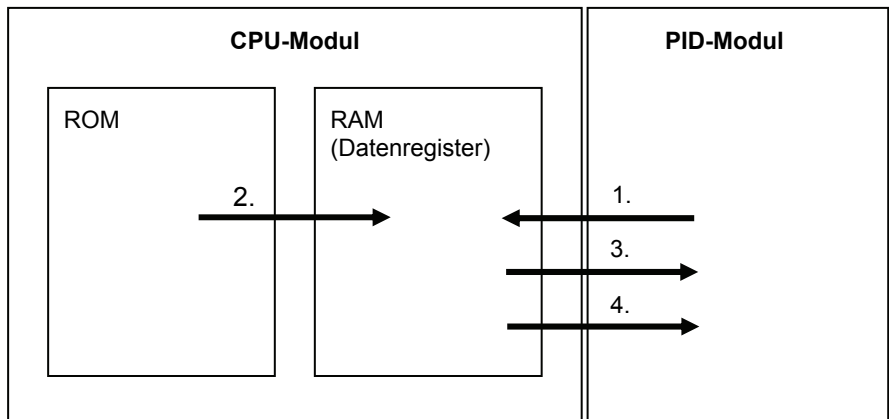 CPU-Modul
PID-Modul
ROM
RAM
(Datenregister)
2.
1.
3.
4.